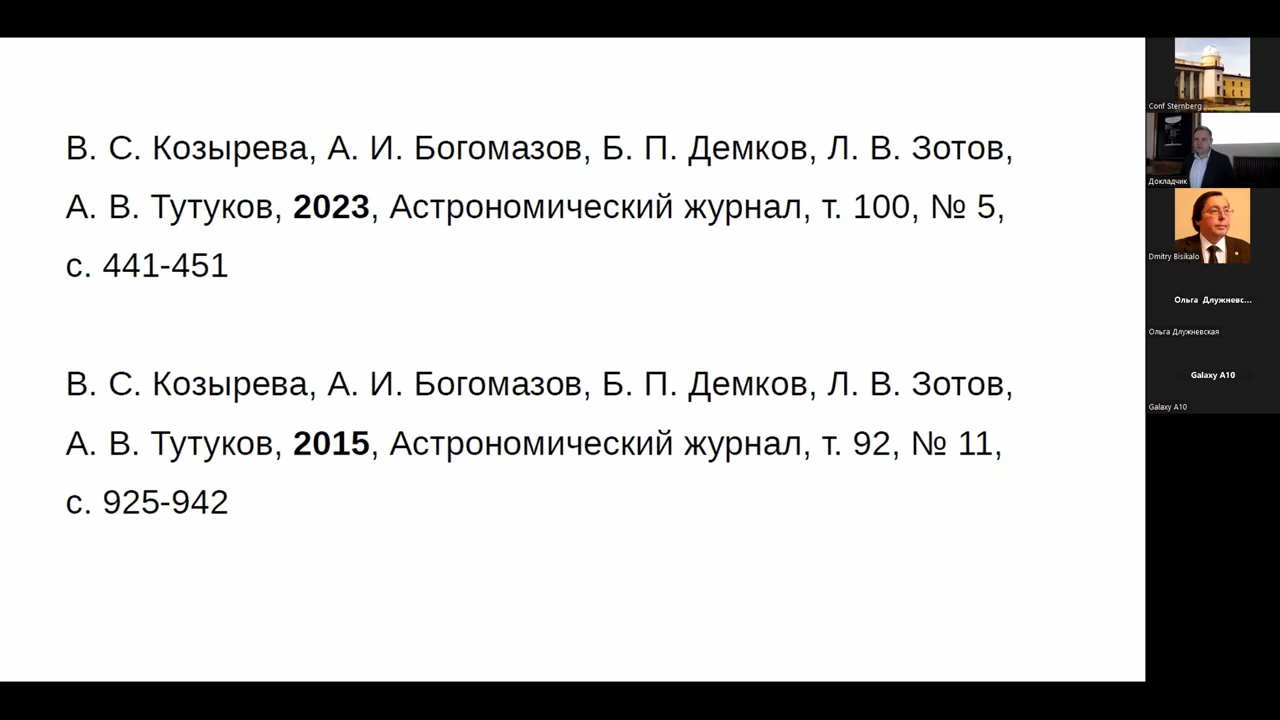 В. С. Козырева, А. И. Богомазов, Б. П. Демков, Л. В. Зотов,
А. В. Тутуков, 2023, Астрономический журнал, т. 100, № 5,
с. 441-451
В. С. Козырева, А. И. Богомазов, Б. П. Демков, Л. В. Зотов,
А. В. Тутуков, 2015, Астрономический журнал, т. 92, № 11,
с. 925-942
Conf Sternberg
Докладчик
Dmitry Bisikalo
Ольга Длужневс...
Ольга Длужневская
Galaxy A10
Galaxy A10